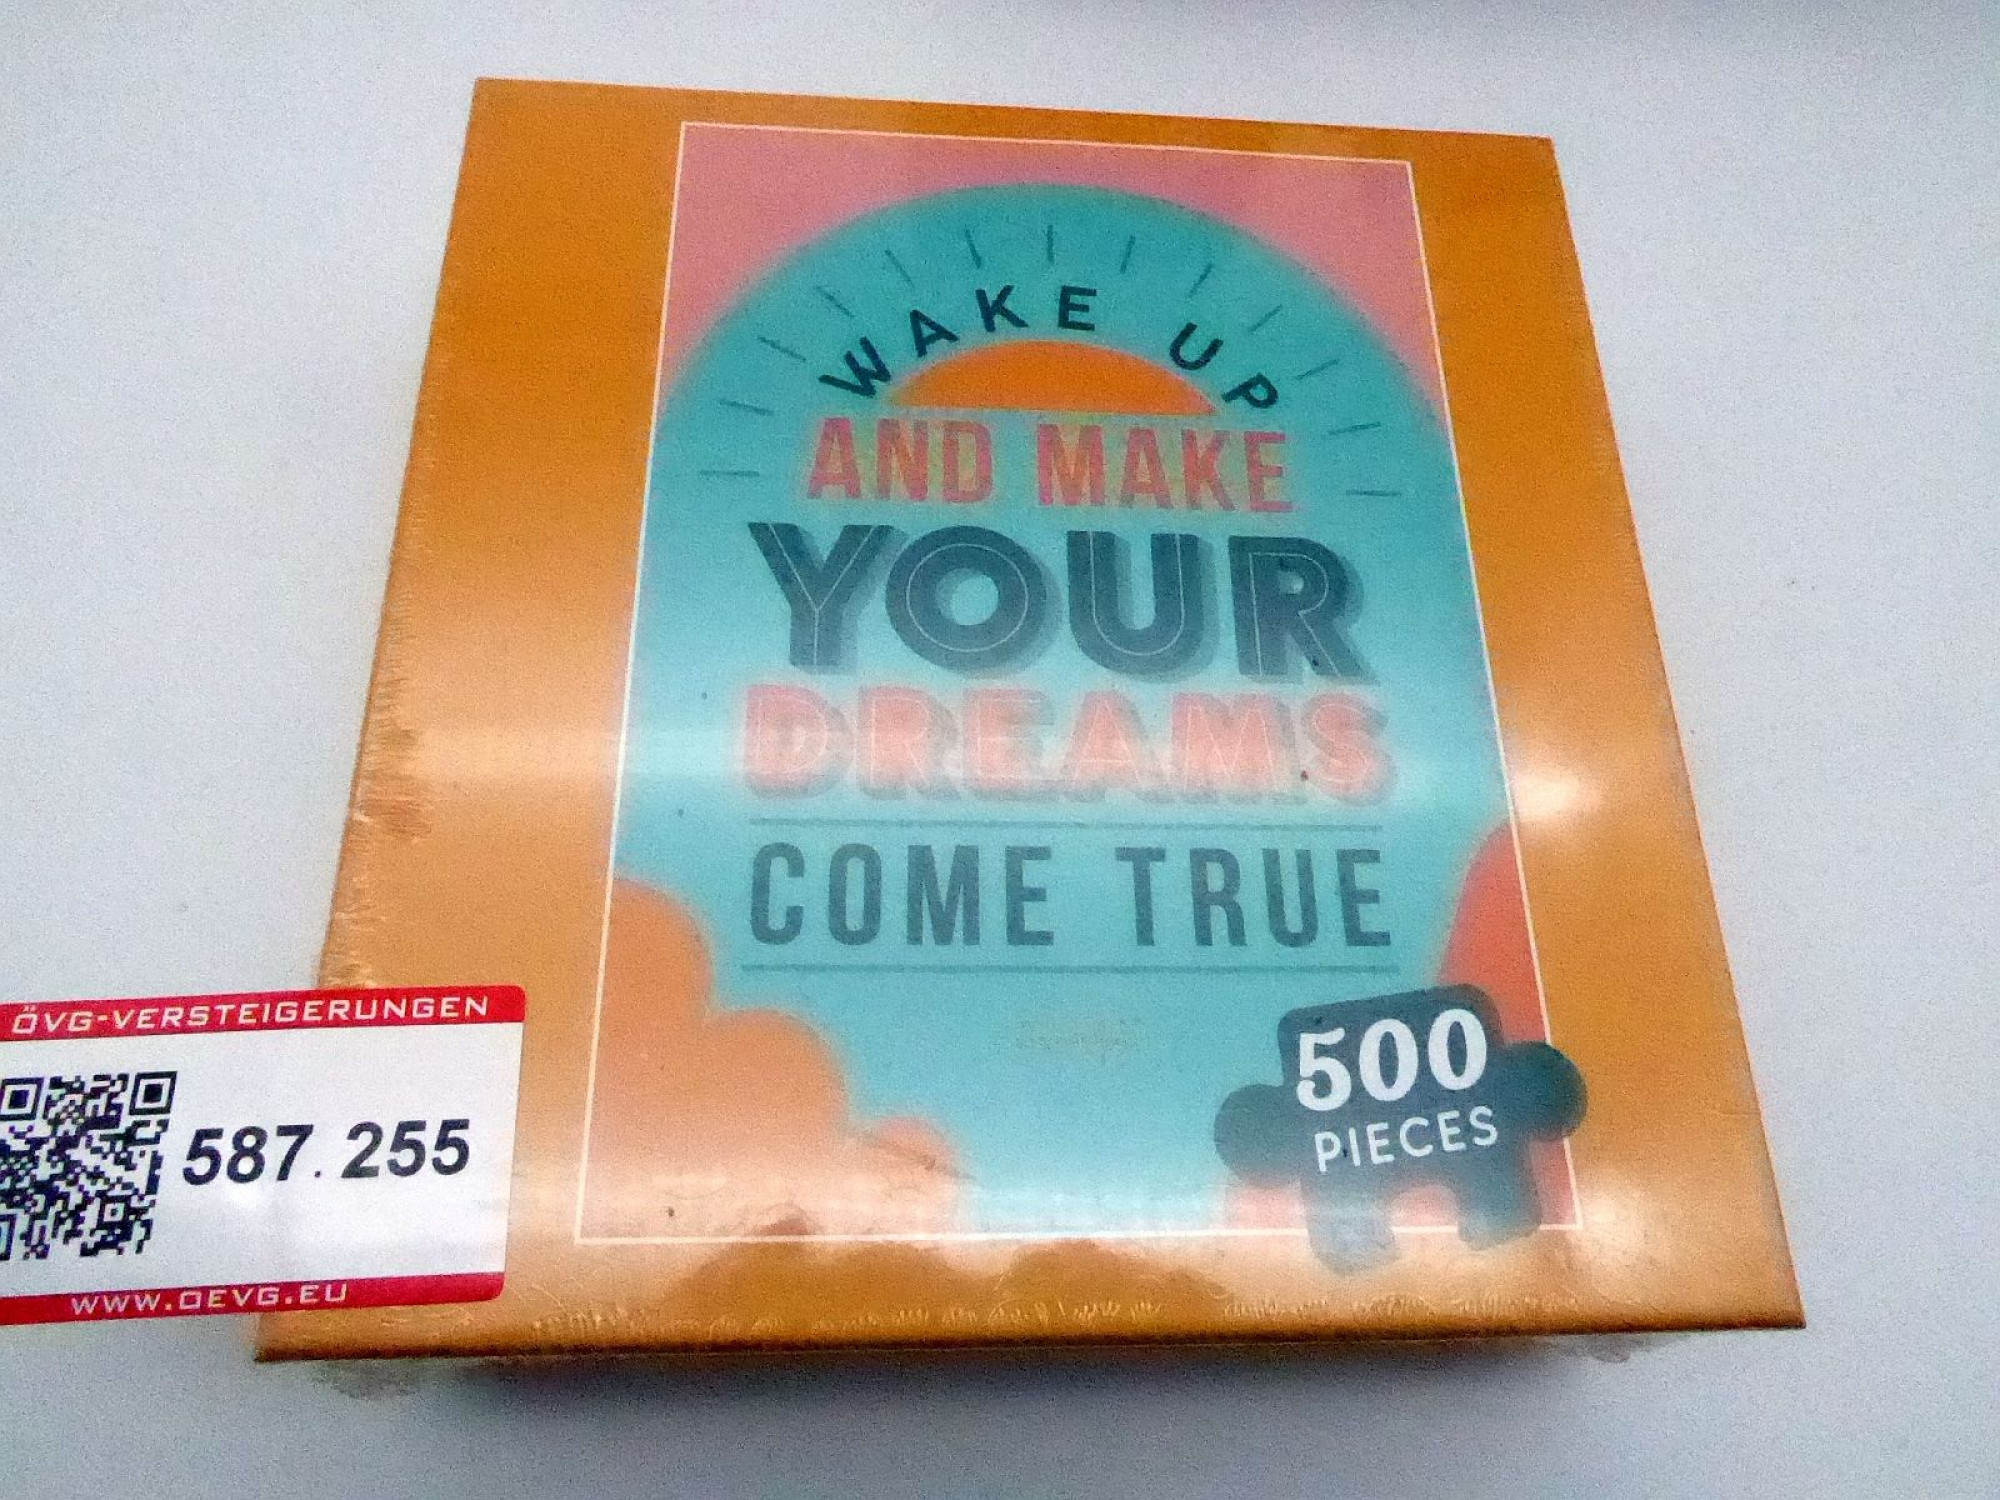 WAKE UP
AND MAKE
YOUR
DREAMS
COME TRUE
500
PIECES
ÖVG-VERSTEIGERUNGEN
587. 255
WWW.OEVG.EU